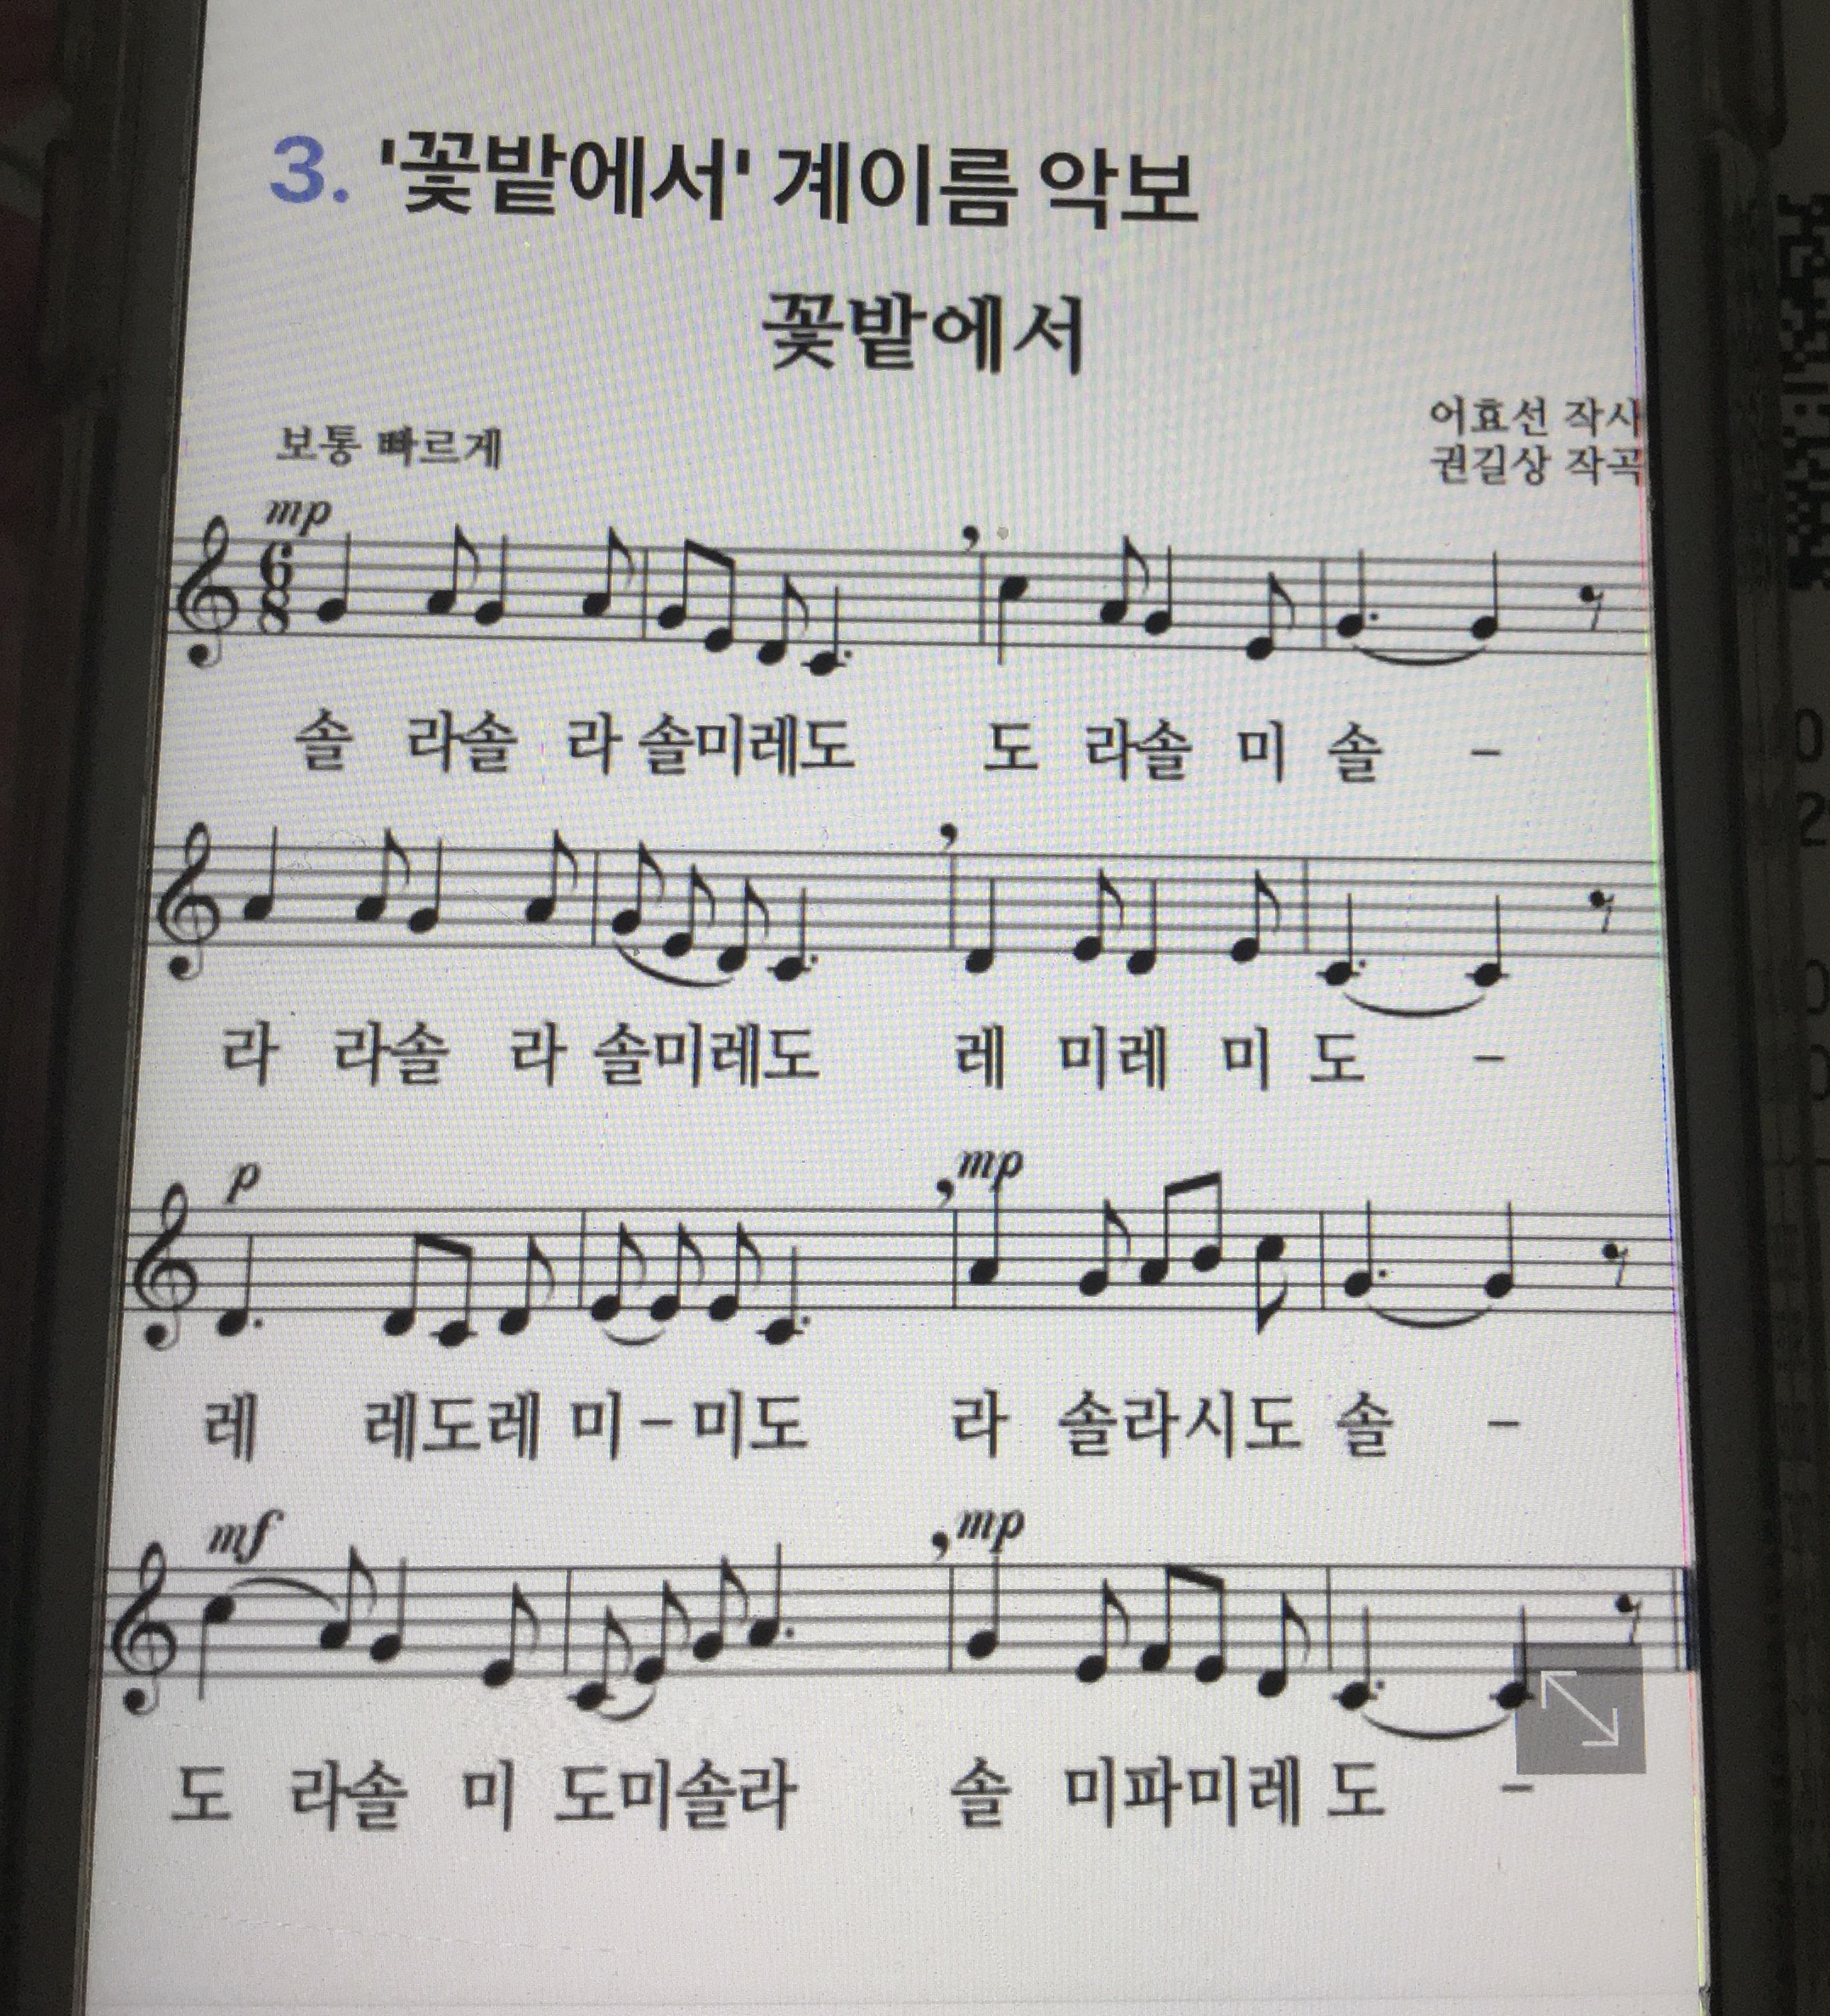 3. '꽃밭에서' 계이름 악보
꽃밭에서
어효선 작사
보통 빠르게
권길상 작곡
mp
6
8
솔 라솔 라 솔미레도 도 라솔 미 솔 -
라 라솔 라 솔미레도 레 미레 미 도 -
p mp
레 레도레 미-미도 라 솔라시도 솔 -
mf mp
도 라솔 미 도미솔라 솔 미파미레 도 -
0
2
0
0